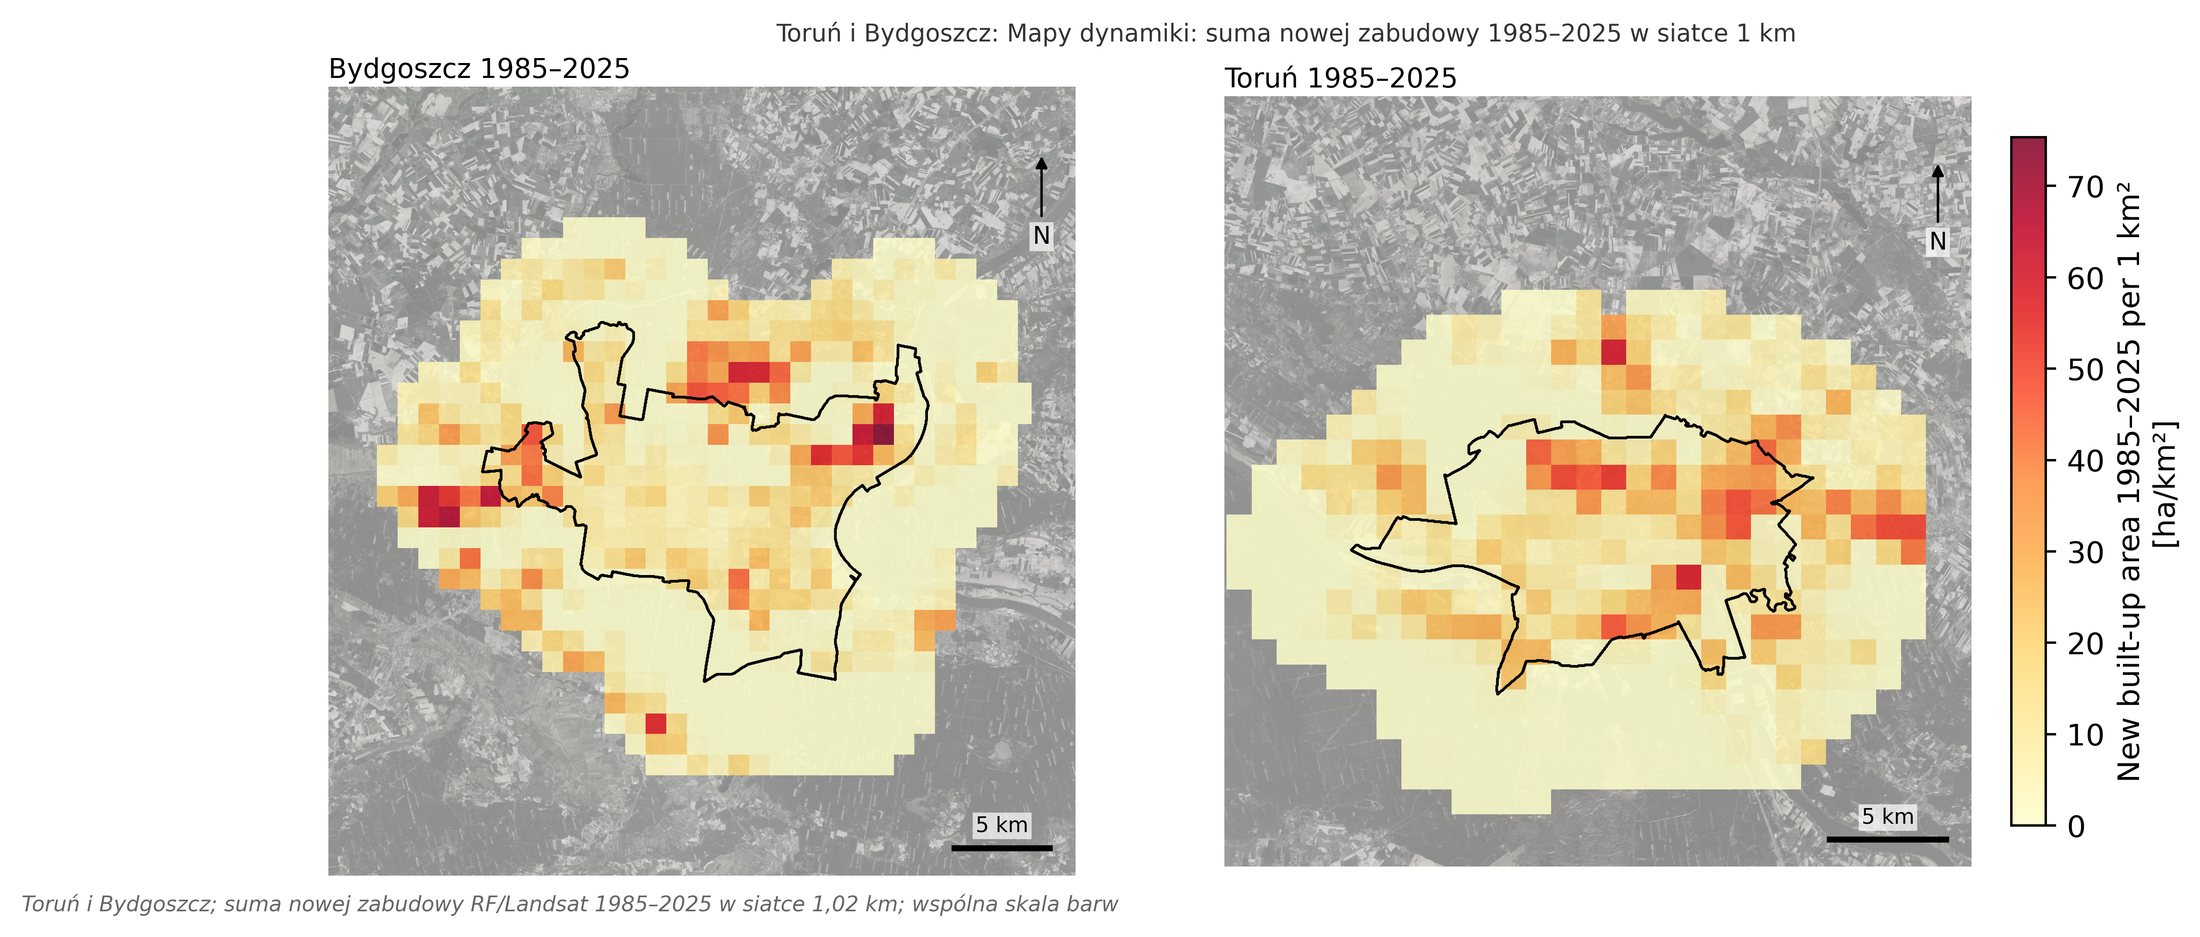 Toruń i Bydgoszcz: Mapy dynamiki: suma nowej zabudowy 1985–2025 w siatce 1 km
Bydgoszcz 1985–2025
N
5 km
Toruń 1985–2025
N
5 km
70
60
50
40
30
20
10
0
New built-up area 1985–2025 per 1 km²
[ha/km²]
Toruń i Bydgoszcz; suma nowej zabudowy RF/Landsat 1985–2025 w siatce 1,02 km; wspólna skala barw